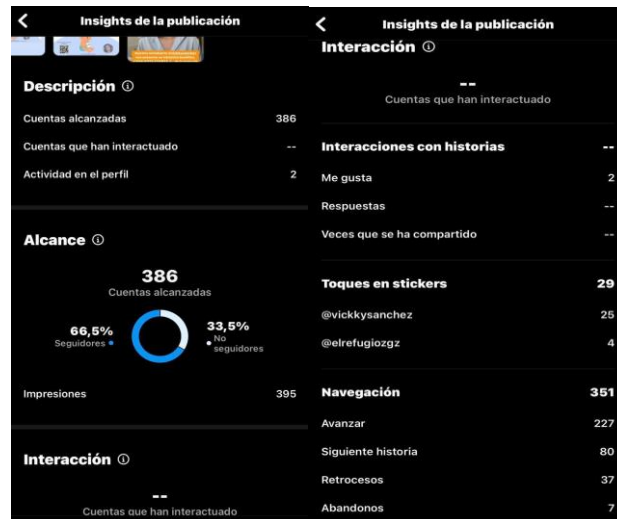 Insights de la publicación
Descripción
Cuentas alcanzadas 386
Cuentas que han interactuado --
Actividad en el perfil 2
Alcance
386
Cuentas alcanzadas
66,5%
Seguidores
33,5%
No
seguidores
Impresiones 395
Interacción
--
Cuentas que han interactuado
Insights de la publicación
Interacción
--
Cuentas que han interactuado
Interacciones con historias --
Me gusta 2
Respuestas --
Veces que se ha compartido --
Toques en stickers 29
@vickkysanchez 25
@elrefugiozgz 4
Navegación 351
Avanzar 227
Siguiente historia 80
Retrocesos 37
Abandonos 7